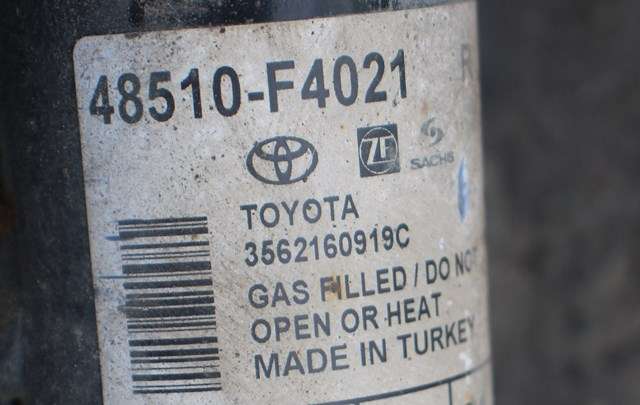 48510-F4021 R
ZF SACHS
TOYOTA
3562160919C
GAS FILLED / DO NOT
OPEN OR HEAT
MADE IN TURKEY